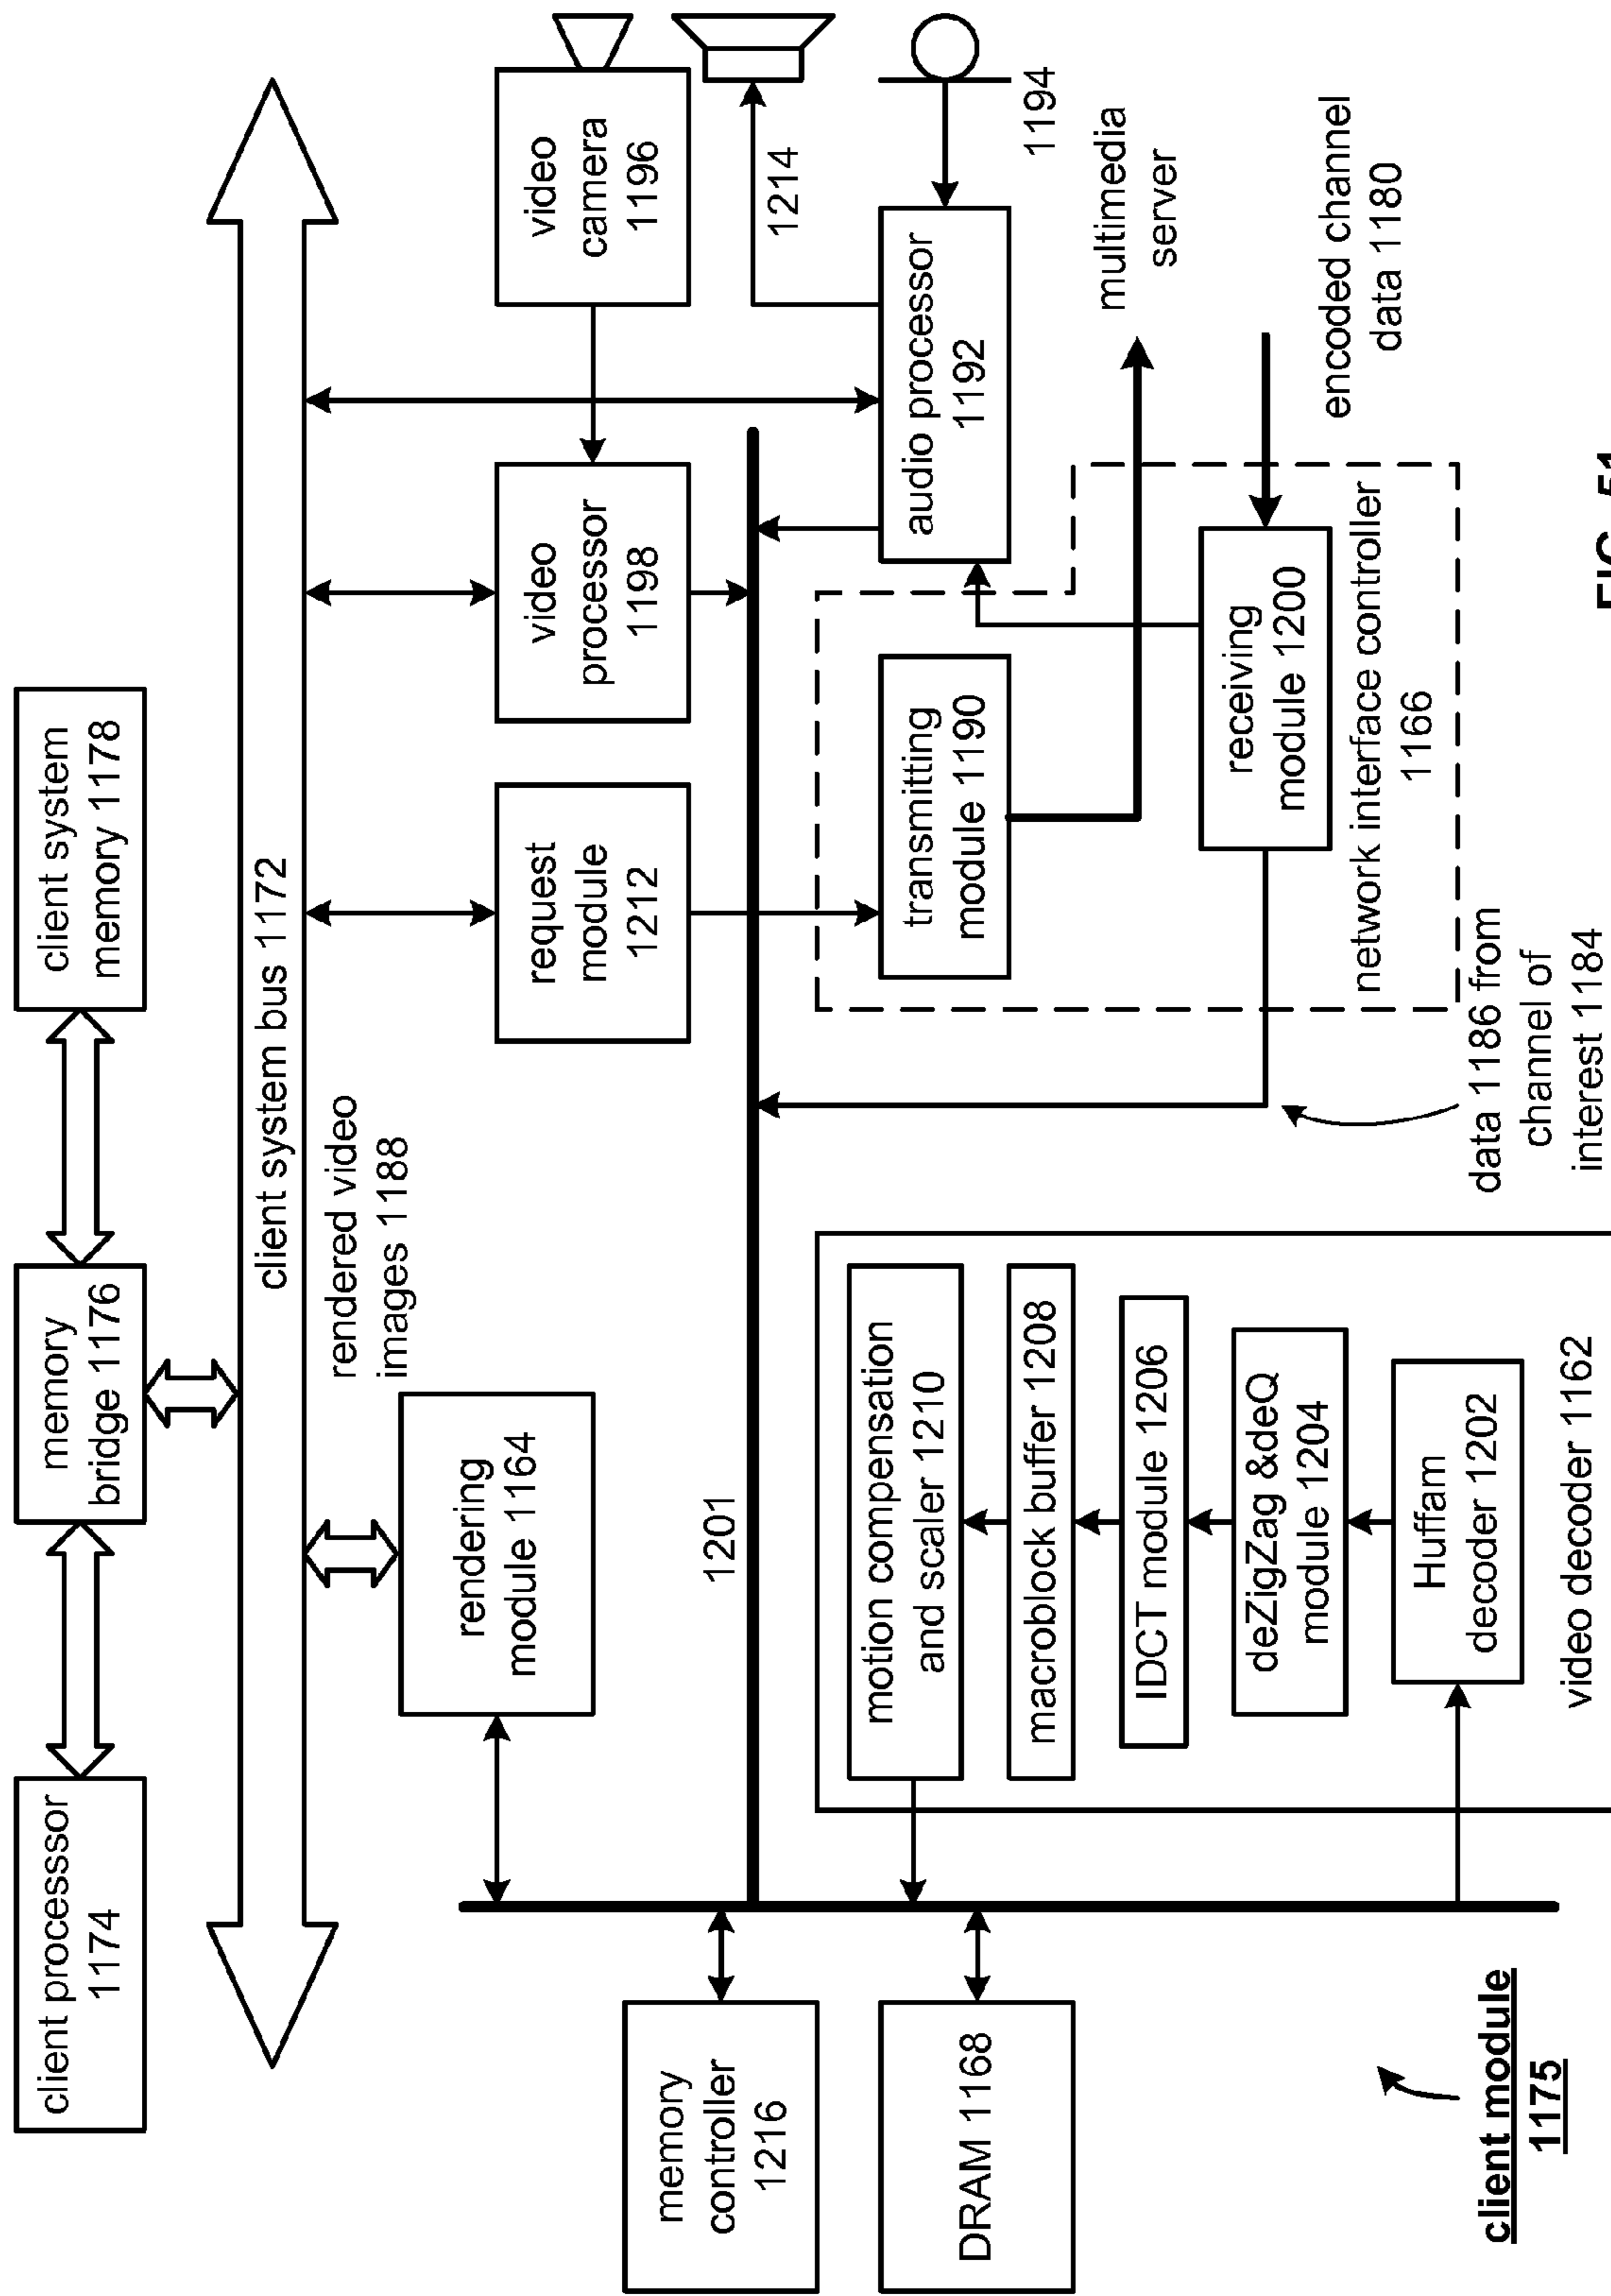 client processsor
1174
memory
bridge 1176
client system
memory 1178
client system bus 1172
rendered video
images 1188
rendering
module 1164
request
module
1212
video
processor
1198
video
camera
1196
1214
memory
controller
1216
1201
DRAM 1168
motion compensation
and scaler 1210
macroblock buffer 1208
IDCT module 1206
deZigZag &deQ
module 1204
Huffam
decoder 1202
video decoder 1162
transmitting
module 1190
audio processor
1192
1194
multimedia
server
receiving
module 1200
network interface controller
1166
encoded channel
data 1180
data 1186 from
channel of
interest 1184
client module
1175
FIG. 51